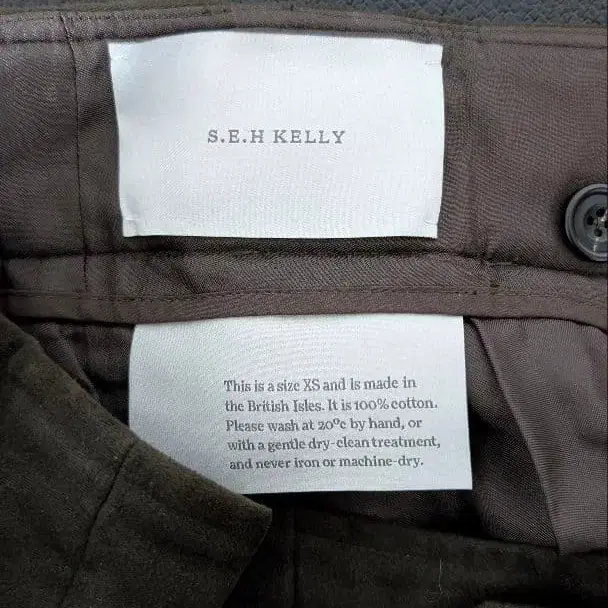 S.E.H KELLY
This is a size XS and is made in
the British Isles. It is 100% cotton.
Please wash at 20ºc by hand, or
with a gentle dry-clean treatment,
and never iron or machine-dry.